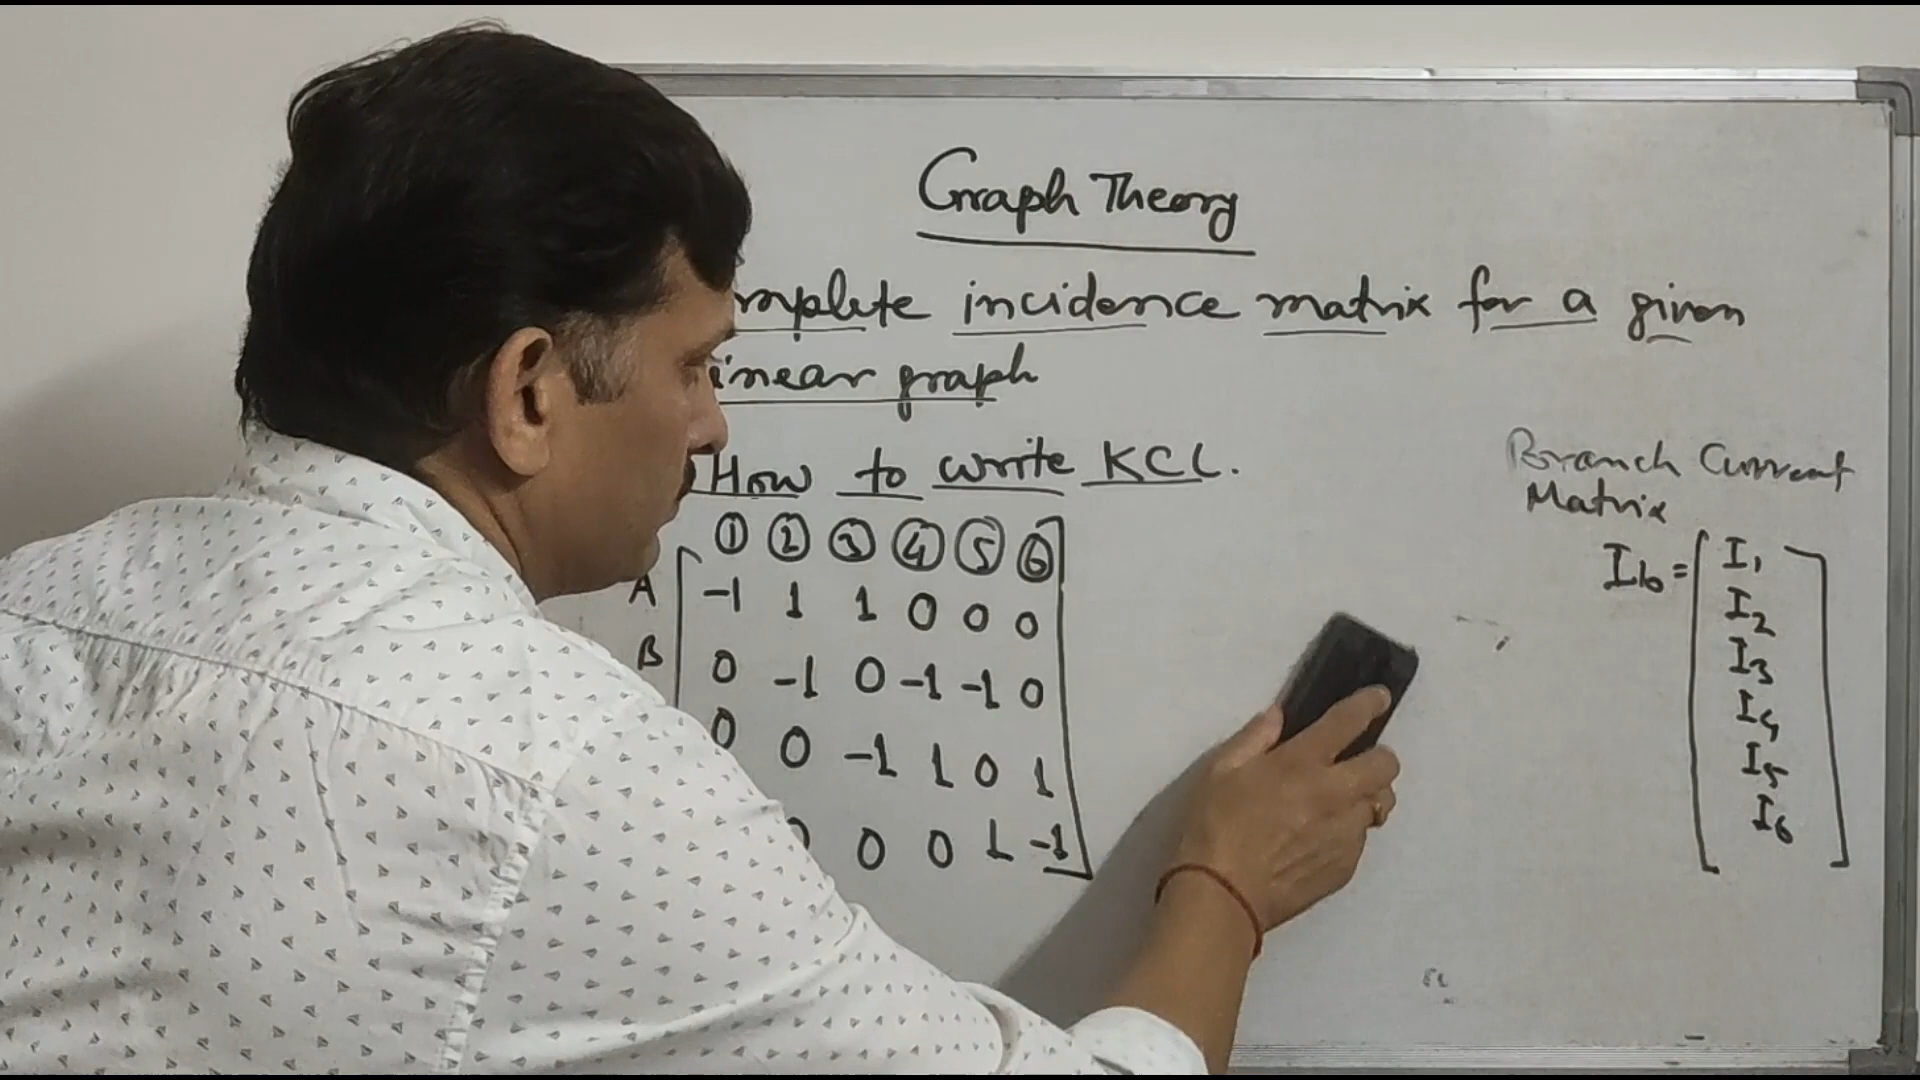 Graph Theory
mplete incidence matrix for a given
inear graph
How to write KCL.
Branch Current
Matrix
① ② ③ ④ ⑤ ⑥
A -1 1 1 0 0 0
B 0 -1 0 -1 -1 0
0 0 -1 1 0 1
0 0 1 -1
Ib = I1
I2
I3
I4
I5
I6